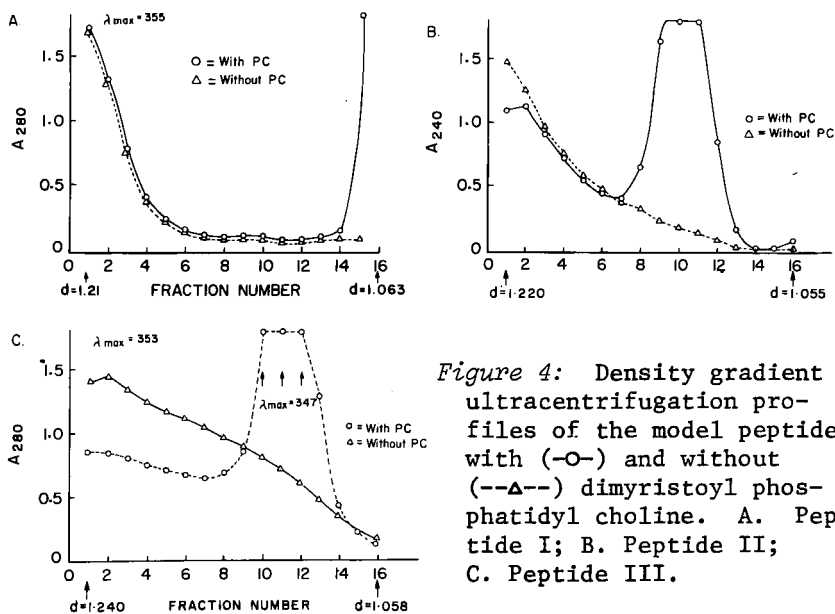 A.
λmax = 355
O = With PC
Δ = Without PC
A280
1.5
1.0
0.5
0
0 2 4 6 8 10 12 14 16
d=1.21 FRACTION NUMBER d=1.063
B.
A240
O = With PC
Δ = Without PC
1.5
1.0
0.5
0
0 2 4 6 8 10 12 14 16
d=1.220 d=1.055
C.
λmax = 353
λmax=347
O = With PC
Δ = Without PC
A280
1.5
1.0
0.5
0
0 2 4 6 8 10 12 14 16
d=1.240 FRACTION NUMBER d=1.058
Figure 4: Density gradient
ultracentrifugation pro-
files of the model peptide
with (-O-) and without
(--Δ--) dimyristoyl phos-
phatidyl choline. A. Pep
tide I; B. Peptide II;
C. Peptide III.